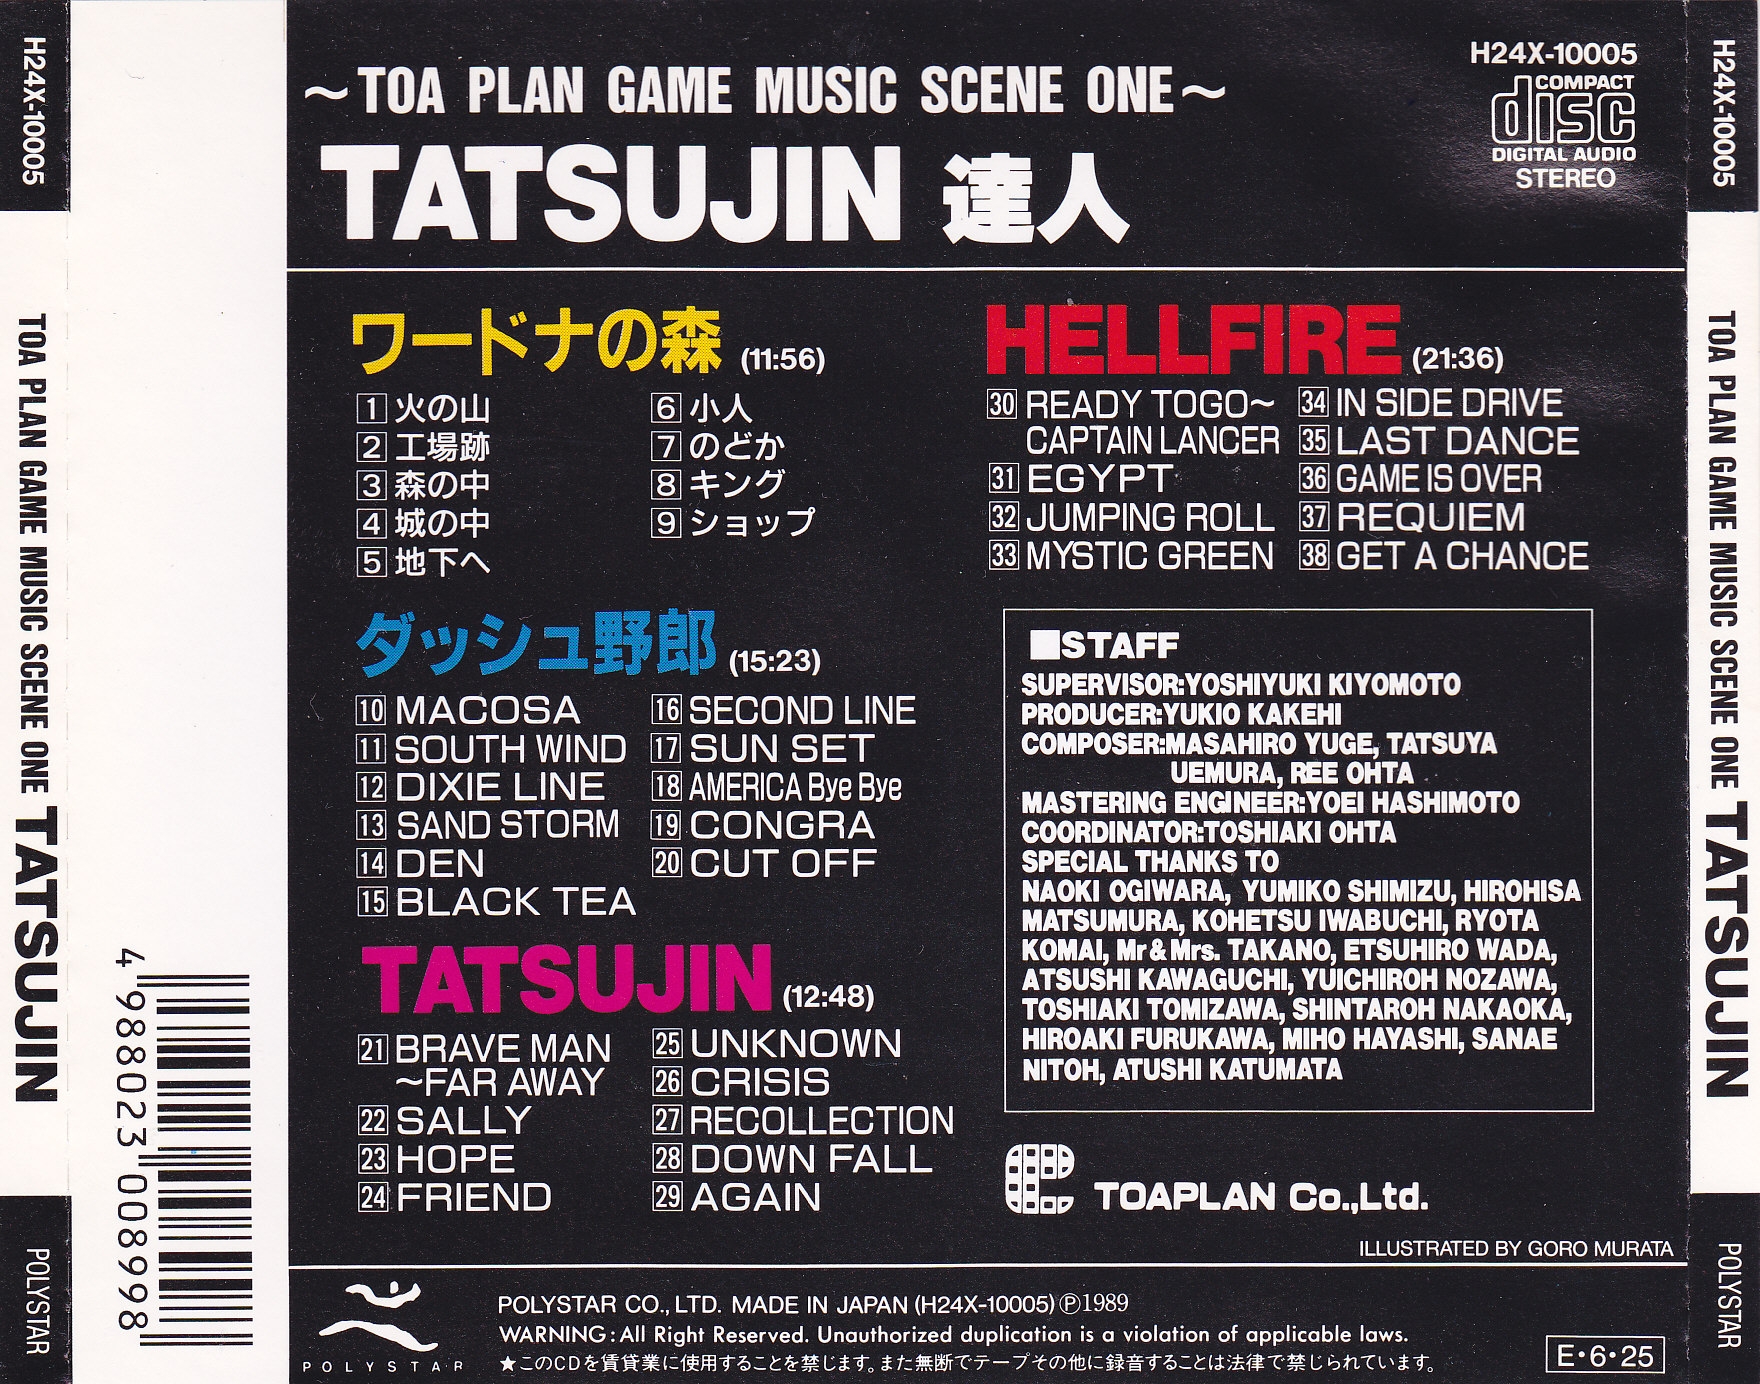 H24X-10005
TOA PLAN GAME MUSIC SCENE ONE TATSUJIN
POLYSTAR
4 988023 008998
~TOA PLAN GAME MUSIC SCENE ONE~
TATSUJIN 達人
H24X-10005
COMPACT
disc
DIGITAL AUDIO
STEREO
ワードナの森 (11:56)
1 火の山
2 工場跡
3 森の中
4 城の中
5 地下へ
6 小人
7 のどか
8 キング
9 ショップ
ダッシュ野郎 (15:23)
10 MACOSA
11 SOUTH WIND
12 DIXIE LINE
13 SAND STORM
14 DEN
15 BLACK TEA
16 SECOND LINE
17 SUN SET
18 AMERICA Bye Bye
19 CONGRA
20 CUT OFF
TATSUJIN (12:48)
21 BRAVE MAN
~FAR AWAY
22 SALLY
23 HOPE
24 FRIEND
25 UNKNOWN
26 CRISIS
27 RECOLLECTION
28 DOWN FALL
29 AGAIN
HELLFIRE (21:36)
30 READY TOGO~
CAPTAIN LANCER
31 EGYPT
32 JUMPING ROLL
33 MYSTIC GREEN
34 IN SIDE DRIVE
35 LAST DANCE
36 GAME IS OVER
37 REQUIEM
38 GET A CHANCE
■STAFF
SUPERVISOR:YOSHIYUKI KIYOMOTO
PRODUCER:YUKIO KAKEHI
COMPOSER:MASAHIRO YUGE, TATSUYA
UEMURA, REE OHTA
MASTERING ENGINEER:YOEI HASHIMOTO
COORDINATOR:TOSHIAKI OHTA
SPECIAL THANKS TO
NAOKI OGIWARA, YUMIKO SHIMIZU, HIROHISA
MATSUMURA, KOHETSU IWABUCHI, RYOTA
KOMAI, Mr&Mrs. TAKANO, ETSUHIRO WADA,
ATSUSHI KAWAGUCHI, YUICHIROH NOZAWA,
TOSHIAKI TOMIZAWA, SHINTAROH NAKAOKA,
HIROAKI FURUKAWA, MIHO HAYASHI, SANAE
NITOH, ATUSHI KATUMATA
TOAPLAN Co.,Ltd.
ILLUSTRATED BY GORO MURATA
POLYSTAR
POLYSTAR CO., LTD. MADE IN JAPAN (H24X-10005) Ⓟ1989
WARNING: All Right Reserved. Unauthorized duplication is a violation of applicable laws.
★このCDを賃貸業に使用することを禁じます。また無断でテープその他に録音することは法律で禁じられています。
E・6・25
H24X-10005
TOA PLAN GAME MUSIC SCENE ONE TATSUJIN
POLYSTAR